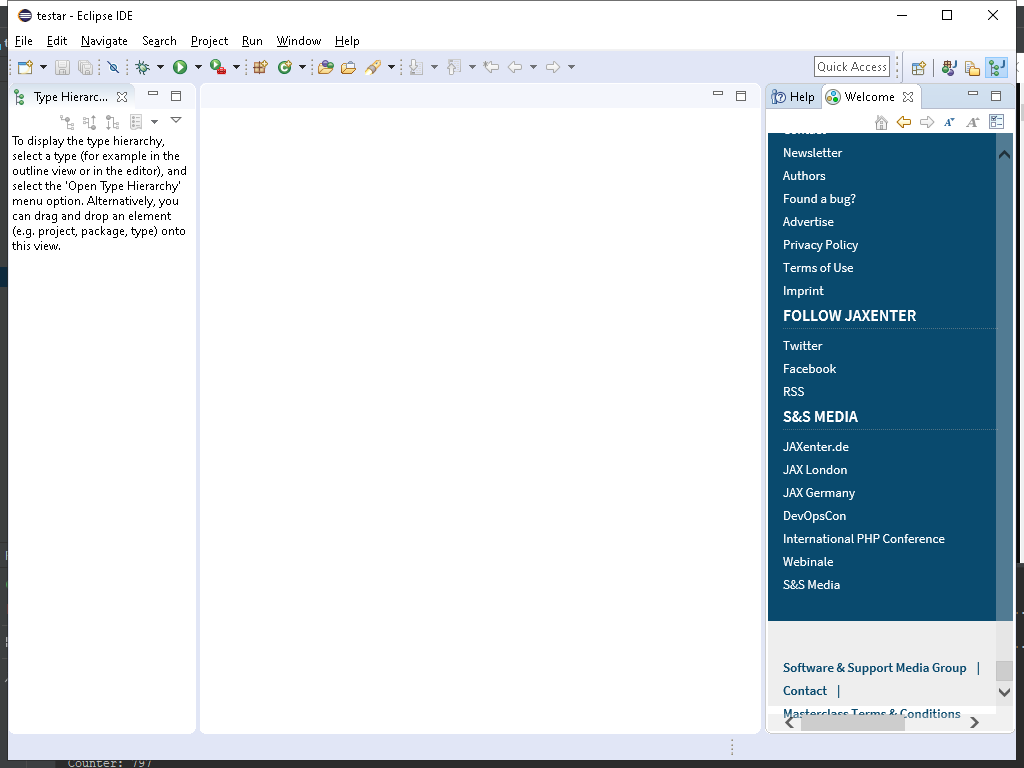 testar - Eclipse IDE
File Edit Navigate Search Project Run Window Help
Quick Access
Type Hierarc...
Help Welcome
To display the type hierarchy,
select a type (for example in the
outline view or in the editor), and
select the 'Open Type Hierarchy'
menu option. Alternatively, you
can drag and drop an element
(e.g. project, package, type) onto
this view.
Contact
Newsletter
Authors
Found a bug?
Advertise
Privacy Policy
Terms of Use
Imprint
FOLLOW JAXENTER
Twitter
Facebook
RSS
S&S MEDIA
JAXenter.de
JAX London
JAX Germany
DevOpsCon
International PHP Conference
Webinale
S&S Media
Software & Support Media Group |
Contact |
Masterclass Terms & Conditions
Counter: 797